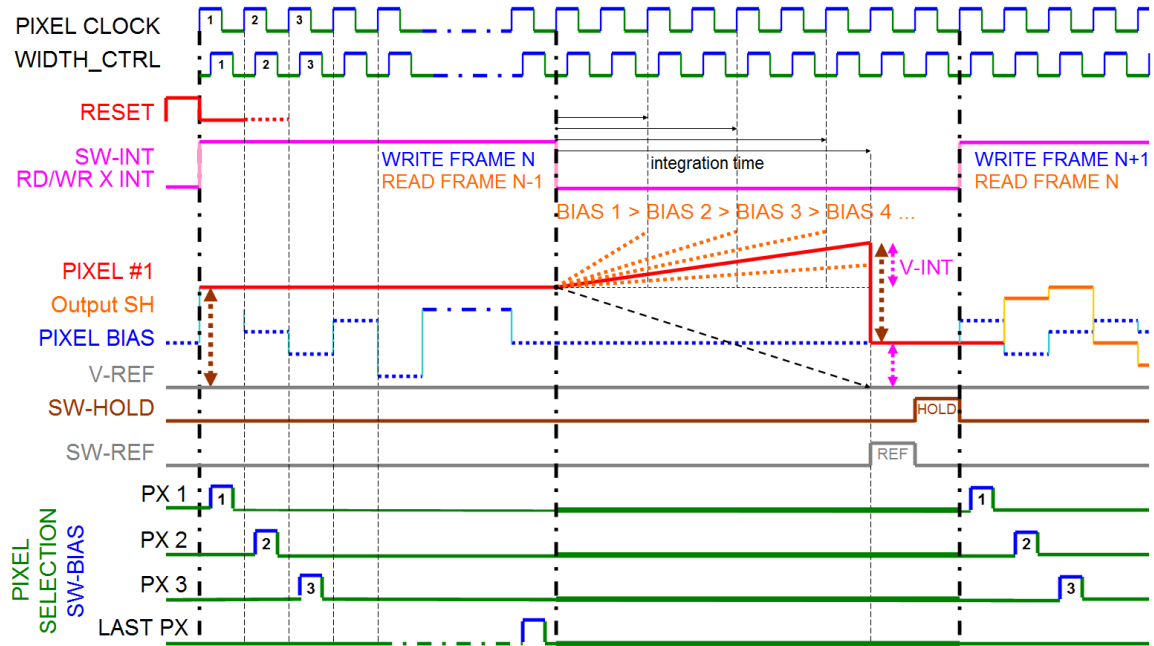 PIXEL CLOCK
1 2 3
WIDTH_CTRL
1 2 3
RESET
SW-INT
RD/WR X INT
WRITE FRAME N
READ FRAME N-1
integration time
WRITE FRAME N+1
READ FRAME N
BIAS 1 > BIAS 2 > BIAS 3 > BIAS 4 ...
PIXEL #1
V-INT
Output SH
PIXEL BIAS
V-REF
SW-HOLD
HOLD
SW-REF
REF
PIXEL
SELECTION
SW-BIAS
PX 1
1 1
PX 2
2 2
PX 3
3 3
LAST PX